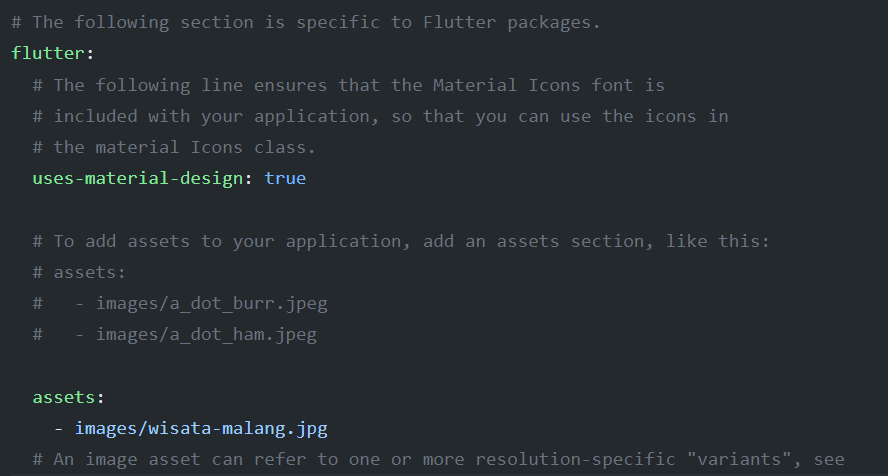 # The following section is specific to Flutter packages.
flutter:
# The following line ensures that the Material Icons font is
# included with your application, so that you can use the icons in
# the material Icons class.
uses-material-design: true
# To add assets to your application, add an assets section, like this:
# assets:
#   - images/a_dot_burr.jpeg
#   - images/a_dot_ham.jpeg
assets:
- images/wisata-malang.jpg
# An image asset can refer to one or more resolution-specific "variants", see